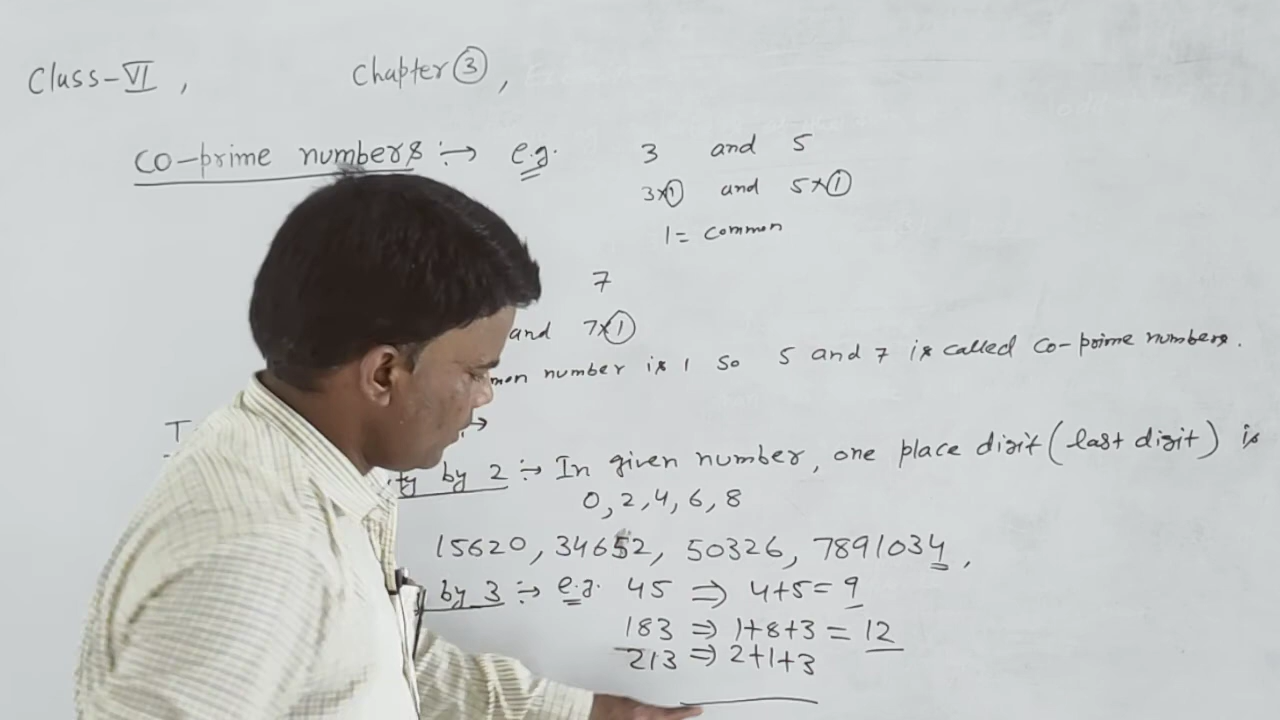 Class-VI, Chapter ③,
Co-prime numbers :→ e.g. 3 and 5
3×① and 5×①
1 = common
7
and 7×①
number is 1 so 5 and 7 is called co-prime numbers.
by 2 :→ In given number, one place digit (last digit) is
0, 2, 4, 6, 8
15620, 34652, 50326, 7891034,
by 3 :→ e.g. 45 ⇒ 4+5 = 9
183 ⇒ 1+8+3 = 12
213 ⇒ 2+1+3